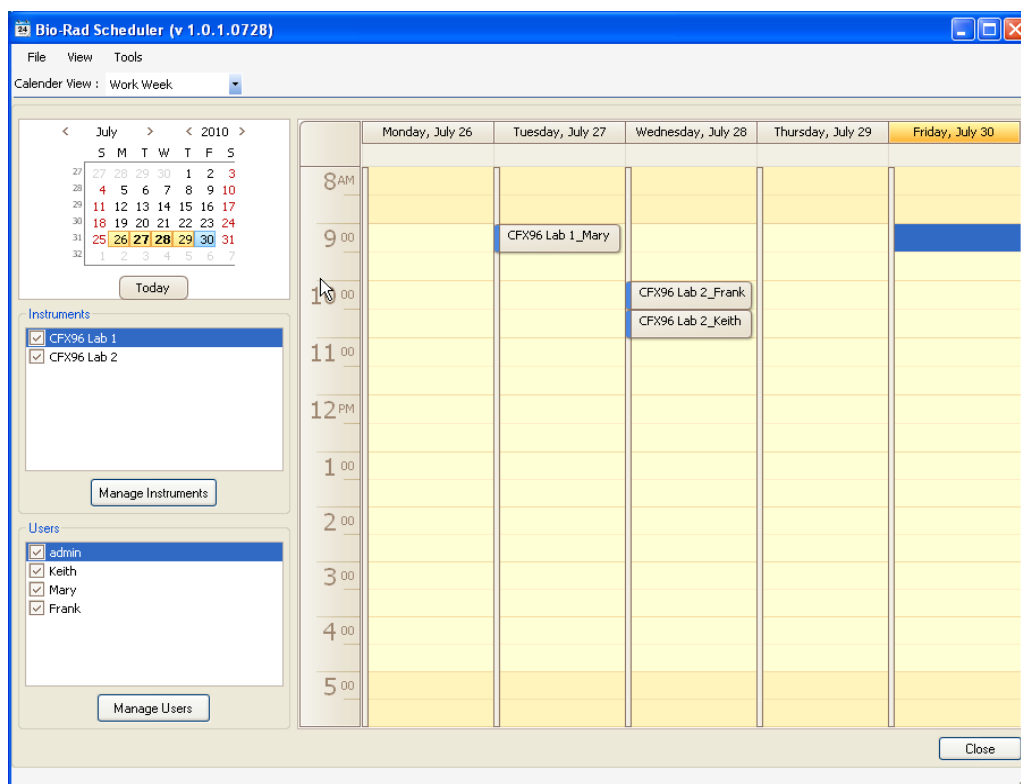 24 Bio-Rad Scheduler (v 1.0.1.0728)
File View Tools
Calender View : Work Week
< July > < 2010 >
S M T W T F S
27 27 28 29 30 1 2 3
28 4 5 6 7 8 9 10
29 11 12 13 14 15 16 17
30 18 19 20 21 22 23 24
31 25 26 27 28 29 30 31
32 1 2 3 4 5 6 7
Today
Instruments
CFX96 Lab 1
CFX96 Lab 2
Manage Instruments
Users
admin
Keith
Mary
Frank
Manage Users
Monday, July 26 Tuesday, July 27 Wednesday, July 28 Thursday, July 29 Friday, July 30
8 AM
9 00
CFX96 Lab 1_Mary
10 00
CFX96 Lab 2_Frank
CFX96 Lab 2_Keith
11 00
12 PM
1 00
2 00
3 00
4 00
5 00
Close